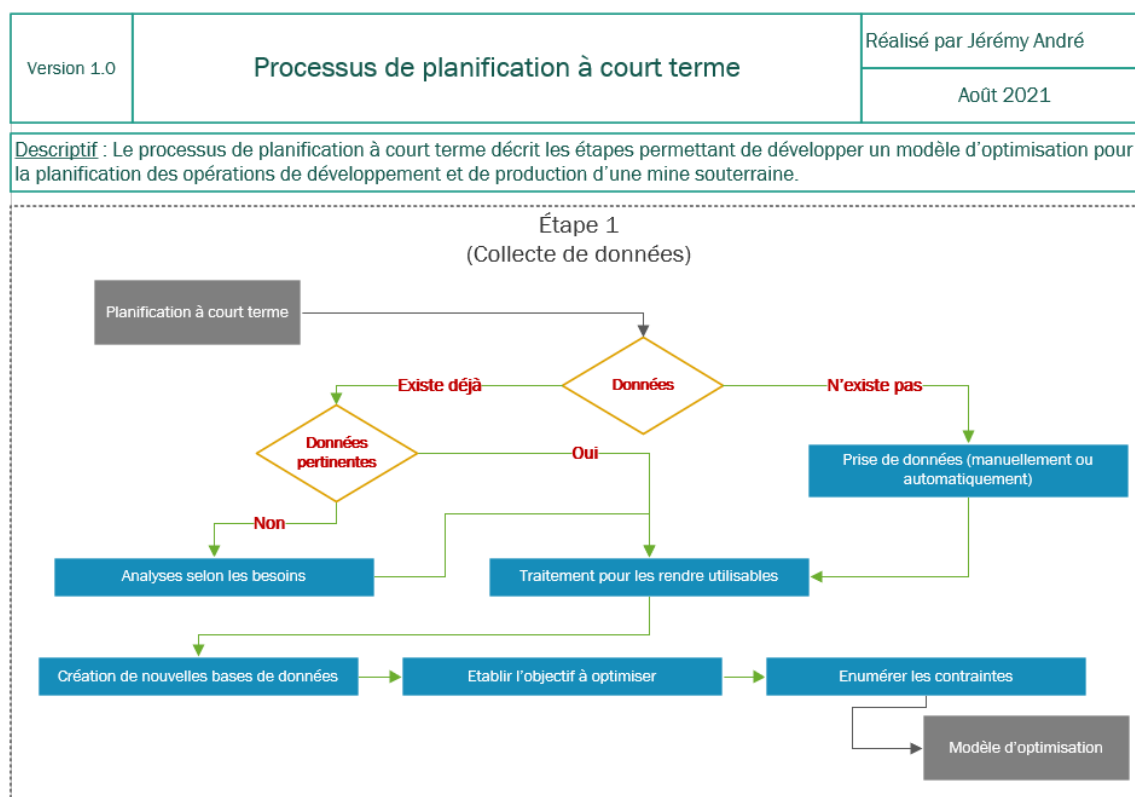 Version 1.0
Processus de planification à court terme
Réalisé par Jérémy André
Août 2021
Descriptif : Le processus de planification à court terme décrit les étapes permettant de développer un modèle d'optimisation pour
la planification des opérations de développement et de production d'une mine souterraine.
Étape 1
(Collecte de données)
Planification à court terme
Données
Existe déjà
N'existe pas
Données
pertinentes
Oui
Prise de données (manuellement ou
automatiquement)
Non
Analyses selon les besoins
Traitement pour les rendre utilisables
Création de nouvelles bases de données
Etablir l'objectif à optimiser
Enumérer les contraintes
Modèle d'optimisation